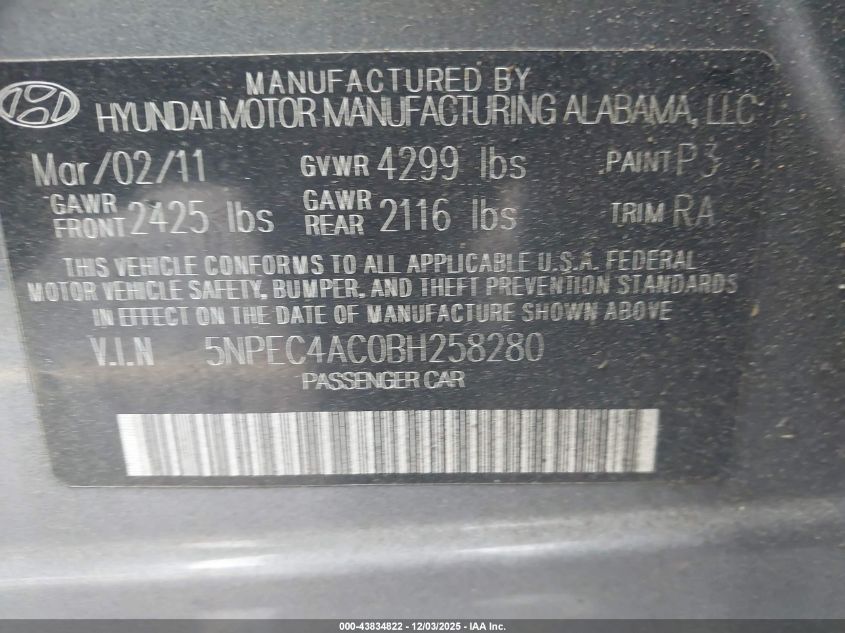 MANUFACTURED BY
HYUNDAI MOTOR MANUFACTURING ALABAMA, LLC
Mar/02/11 GVWR 4299 lbs PAINT P3
GAWR FRONT 2425 lbs GAWR REAR 2116 lbs TRIM RA
THIS VEHICLE CONFORMS TO ALL APPLICABLE U.S.A. FEDERAL
MOTOR VEHICLE SAFETY, BUMPER, AND THEFT PREVENTION STANDARDS
IN EFFECT ON THE DATE OF MANUFACTURE SHOWN ABOVE
V.I.N 5NPEC4AC0BH258280
PASSENGER CAR
000-43834822 - 12/03/2025 - IAA Inc.